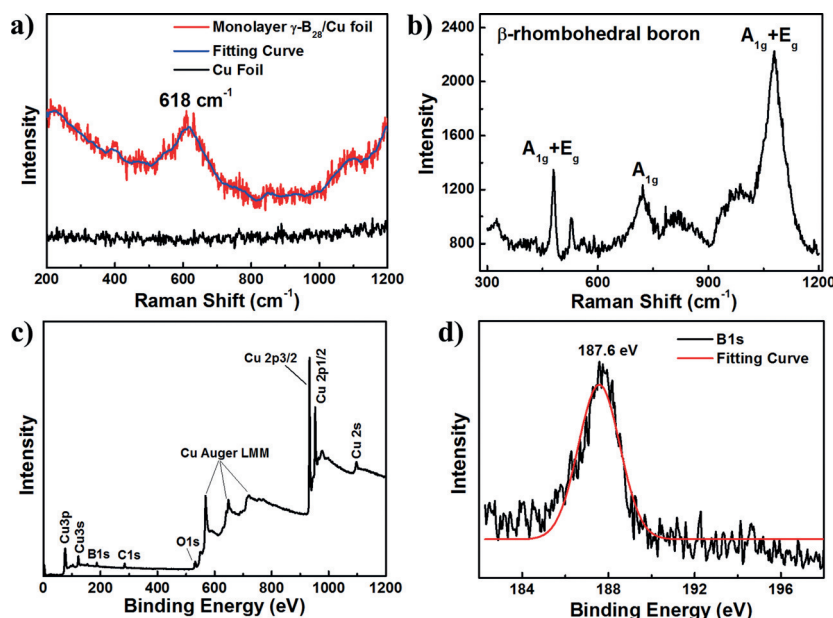 a)
Monolayer γ-B28/Cu foil
Fitting Curve
Cu Foil
618 cm-1
Intensity
200 400 600 800 1000 1200
Raman Shift (cm-1)
b)
β-rhombohedral boron
A1g+Eg
A1g
A1g+Eg
Intensity
2200
1800
1400
1000
800
300 600 900 1200
Raman Shift (cm-1)
c)
Cu 2p3/2
Cu 2p1/2
Cu 2s
Cu Auger LMM
Cu3p
Cu3s
B1s
C1s
O1s
Intensity
0 200 400 600 800 1000 1200
Binding Energy (eV)
d)
B1s
Fitting Curve
187.6 eV
Intensity
184 188 192 196
Binding Energy (eV)